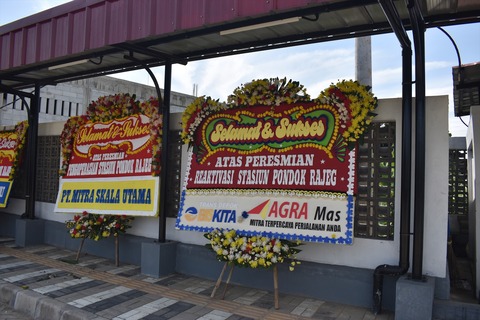 Selamat & Sukses
ATAS PERESMIAN
STASIUN PONDOK RAJEG
PT. MITRA SKALA UTAMA
Selamat & Sukses
ATAS PERESMIAN
REAKTIVASI STASIUN PONDOK RAJEG
KITA
AGRA Mas
MITRA TERPERCAYA PERJALANAN ANDA